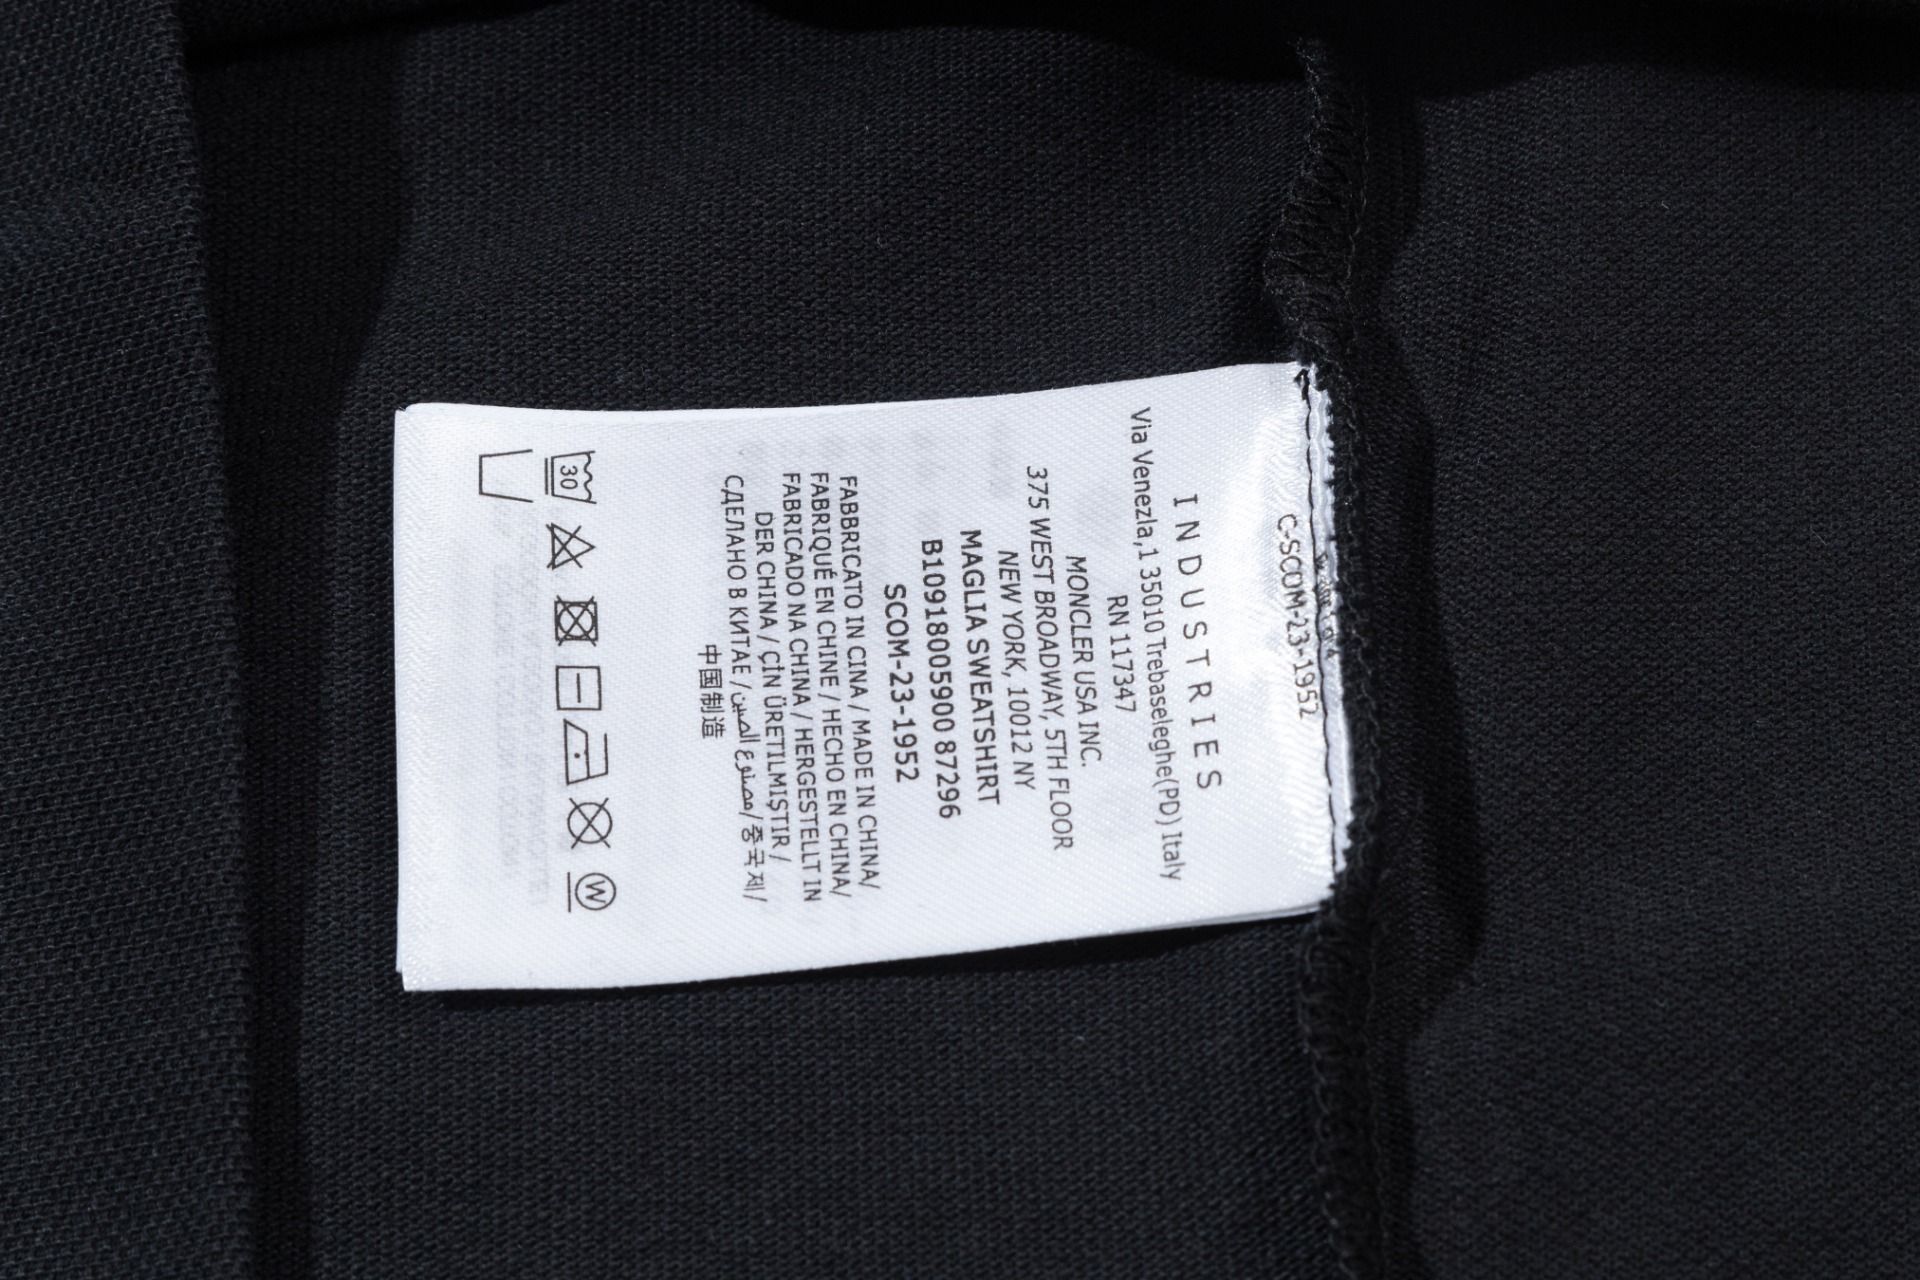 C-SCOM-23-1952
INDUSTRIES
Via Venezla,1 35010 Trebaseleghe(PD) Italy
RN 117347
MONCLER USA INC.
375 WEST BROADWAY, 5TH FLOOR
NEW YORK, 10012 NY
MAGLIA SWEATSHIRT
B10918005900 87296
SCOM-23-1952
FABBRICATO IN CINA / MADE IN CHINA/
FABRIQUÉ EN CHINE / HECHO EN CHINA/
FABRICADO NA CHINA / HERGESTELLT IN
DER CHINA / ÇİN ÜRETILMIŞTIR /
СДЕЛАНО В КИТАЕ /مصنوع الصين/ 중국 제/
中国制造
30
W